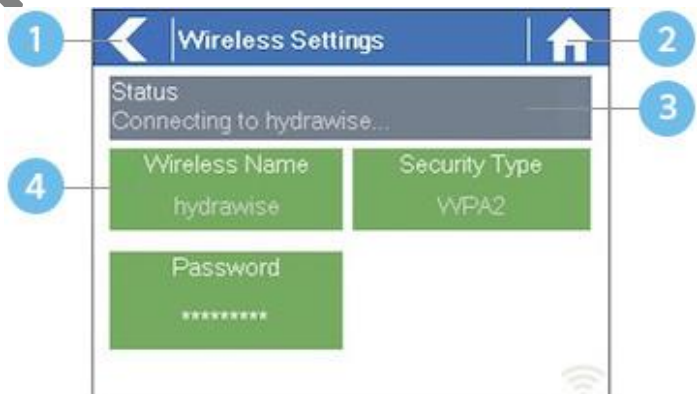 1
Wireless Settings
2
Status
Connecting to hydrawise...
3
4
Wireless Name
hydrawise
Security Type
WPA2
Password
*********